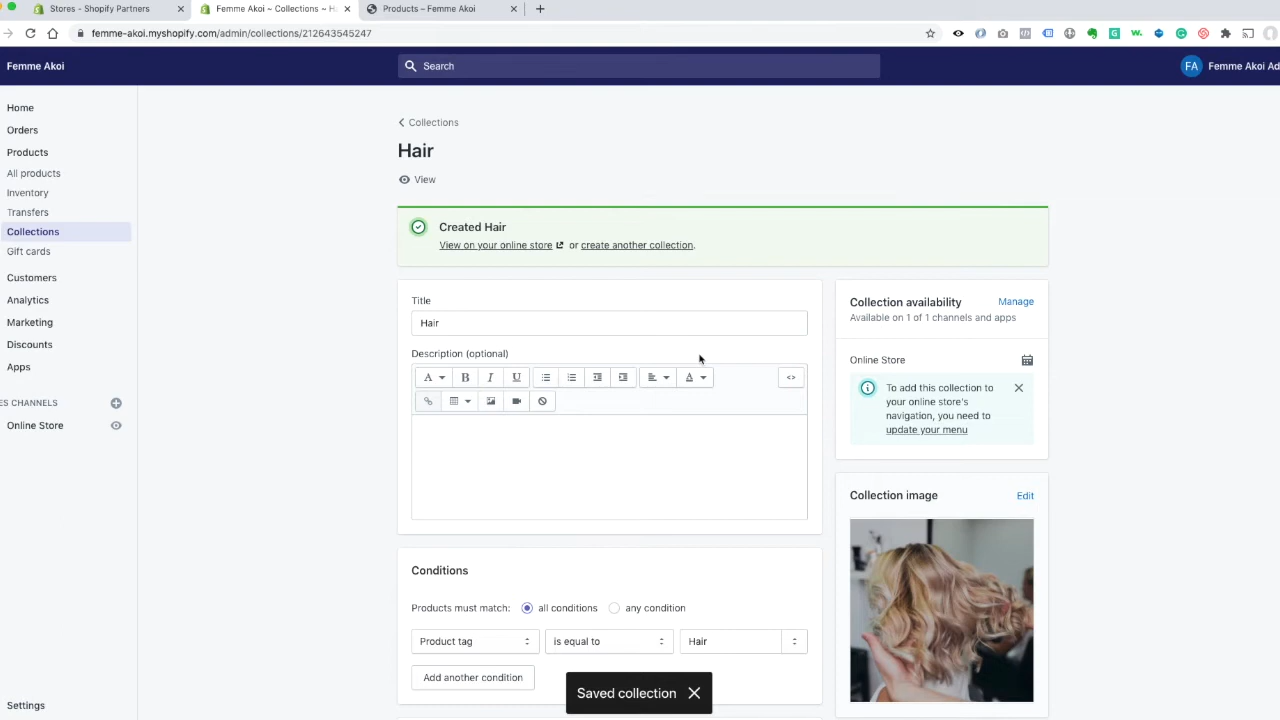 Stores - Shopify Partners
Femme Akoi ~ Collections ~ H
Products ~ Femme Akoi
femme-akoi.myshopify.com/admin/collections/212643545247
Femme Akoi
Search
FA
Femme Akoi Ad
Home
Orders
Products
All products
Inventory
Transfers
Collections
Gift cards
Customers
Analytics
Marketing
Discounts
Apps
ES CHANNELS
Online Store
Settings
Collections
Hair
View
Created Hair
View on your online store or create another collection.
Title
Hair
Description (optional)
A
B
I
U
A
<>
Conditions
Products must match: all conditions any condition
Product tag
is equal to
Hair
Add another condition
Saved collection
Collection availability
Manage
Available on 1 of 1 channels and apps
Online Store
To add this collection to
your online store's
navigation, you need to
update your menu
Collection image
Edit